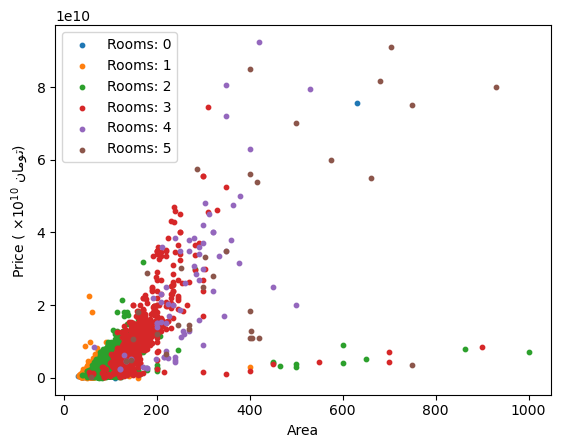 1e10
Rooms: 0
Rooms: 1
Rooms: 2
Rooms: 3
Rooms: 4
Rooms: 5
8
6
4
2
0
Price ( ×10¹⁰ تومان)
0 200 400 600 800 1000
Area